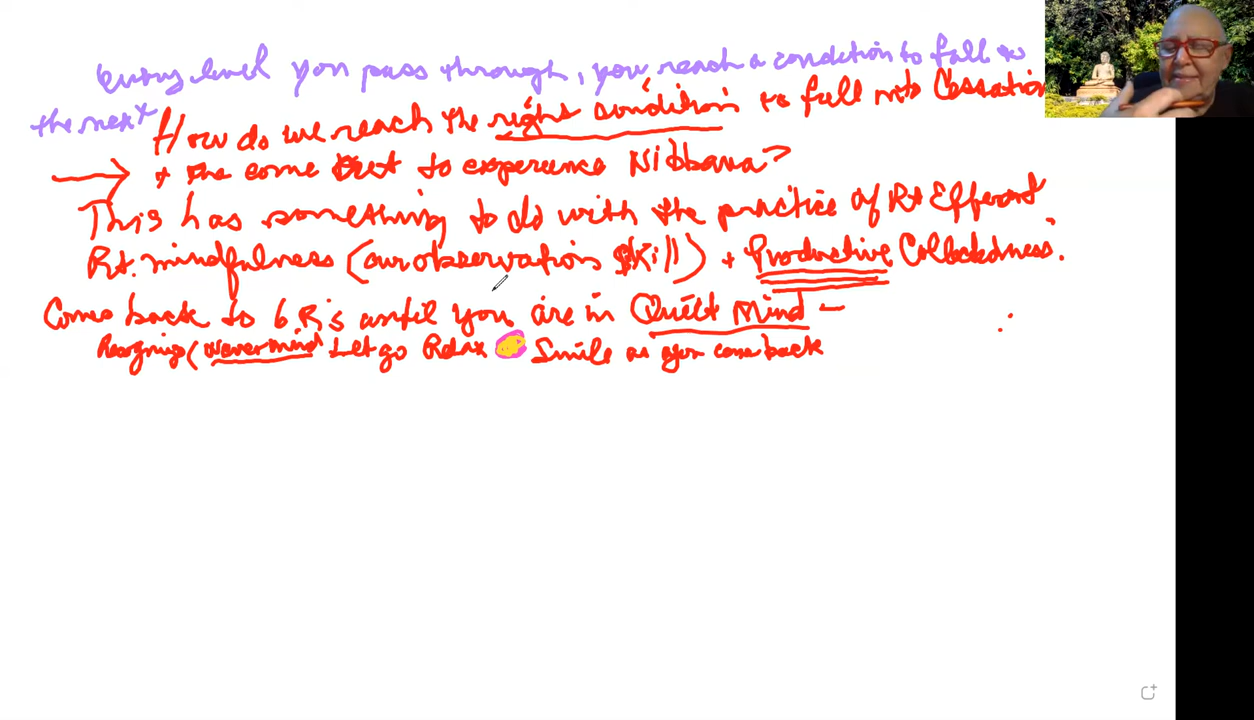 Every level you pass through, you reach a condition to fall to
the next
How do we reach the right condition to fall into Cessation
→ + the come out to experience Nibbana?
This has something to do with the practice of Rt Efferont
Rt. mindfulness (our observation skill) + Productive Collectedness.
Come back to 6 R's until you are in Quiet Mind –
Recognize (Nevermind Let go Relax Smile as you come back